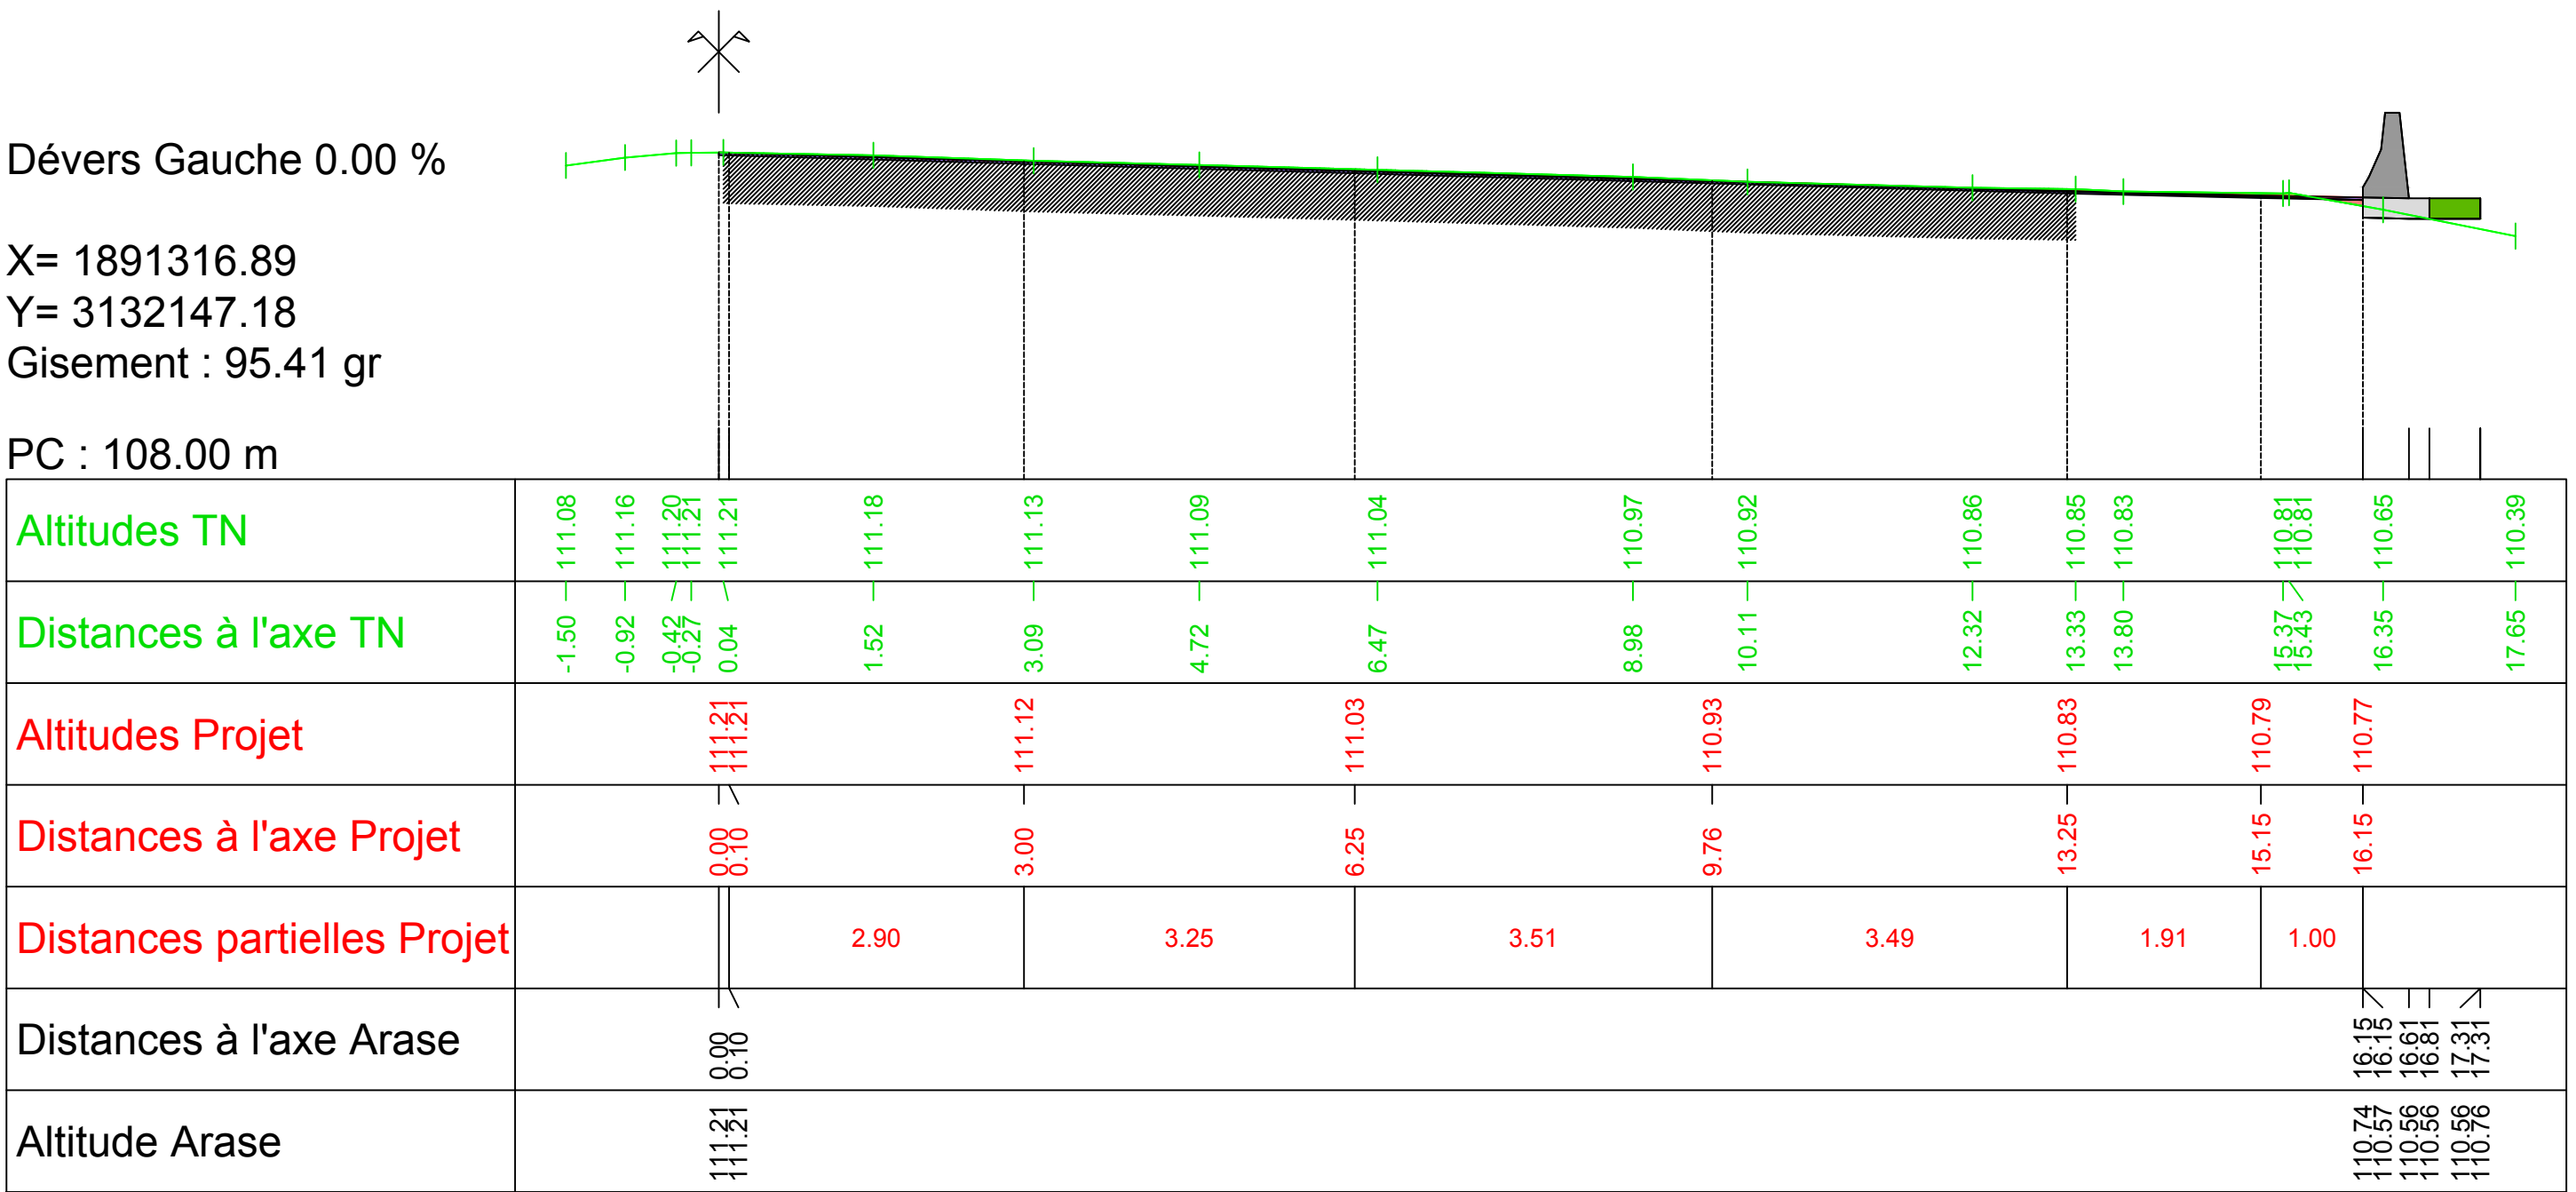 Dévers Gauche 0.00 %
X= 1891316.89
Y= 3132147.18
Gisement : 95.41 gr
PC : 108.00 m
Altitudes TN 111.08 111.16 111.20 111.21 111.21 111.18 111.13 111.09 111.04 110.97 110.92 110.86 110.85 110.83 110.81 110.81 110.65 110.39
Distances à l'axe TN -1.50 -0.92 -0.42 -0.27 0.04 1.52 3.09 4.72 6.47 8.98 10.11 12.32 13.33 13.80 15.37 15.43 16.35 17.65
Altitudes Projet 111.21 111.21 111.12 111.03 110.93 110.83 110.79 110.77
Distances à l'axe Projet 0.00 0.10 3.00 6.25 9.76 13.25 15.15 16.15
Distances partielles Projet 2.90 3.25 3.51 3.49 1.91 1.00
Distances à l'axe Arase 0.00 0.10 16.15 16.15 16.61 16.81 17.31 17.31
Altitude Arase 111.21 111.21 110.74 110.57 110.56 110.56 110.56 110.76